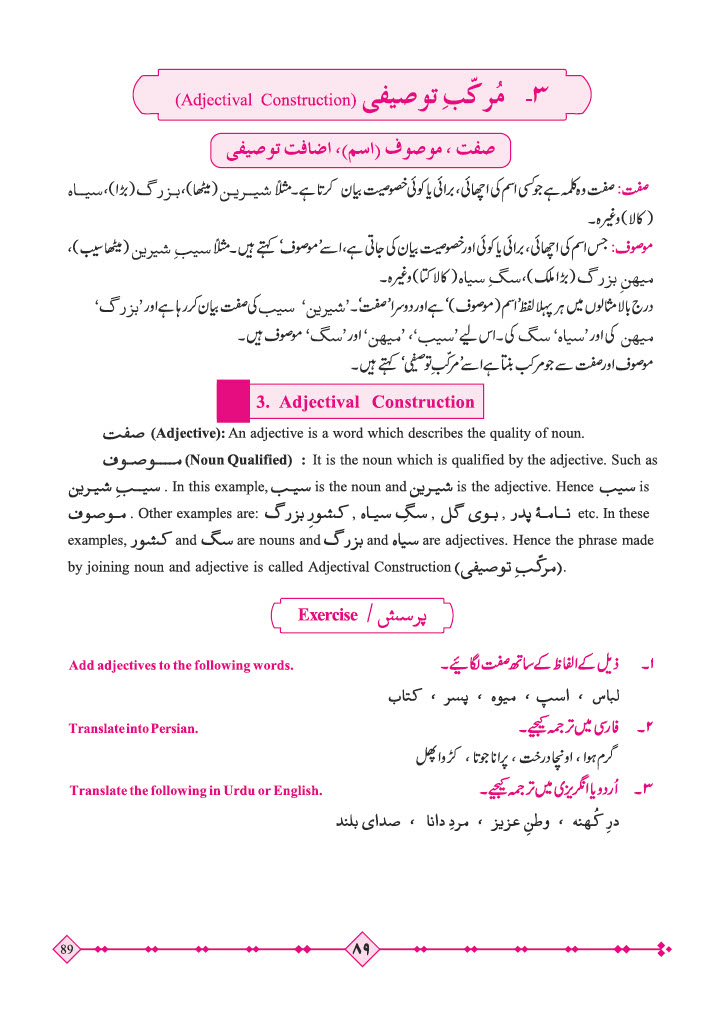 ۳- مُرکّبِ توصیفی (Adjectival Construction)
صفت ، موصوف (اسم)، اضافت توصیفی
صفت: صفت وہ کلمہ ہے جو کسی اسم کی اچھائی، برائی یا کوئی خصوصیت بیان کرتا ہے۔ مثلاً شیرین (میٹھا)، بزرگ (بڑا)، سیاہ
(کالا) وغیرہ۔
موصوف: جس اسم کی اچھائی، برائی یا کوئی اور خصوصیت بیان کی جاتی ہے، اسے ’موصوف‘ کہتے ہیں۔ مثلاً سیبِ شیرین (میٹھا سیب)،
میہنِ بزرگ (بڑا ملک)، سگِ سیاہ (کالا کتا) وغیرہ۔
درج بالا مثالوں میں ہر پہلا لفظ ’اسم (موصوف)‘ ہے اور دوسرا ’صفت‘۔ ’شیرین‘ سیب کی صفت بیان کر رہا ہے اور ’بزرگ‘
میہن کی اور ’سیاہ‘ سگ کی۔ اس لیے ’سیب‘، ’میہن‘ اور ’سگ‘ موصوف ہیں۔
موصوف اور صفت سے جو مرکب بنتا ہے اسے ’مرکّبِ توصیفی‘ کہتے ہیں۔
3. Adjectival Construction
صفت (Adjective): An adjective is a word which describes the quality of noun.
موصوف (Noun Qualified) : It is the noun which is qualified by the adjective. Such as
سیبِ شیرین . In this example, سیب is the noun and شیرین is the adjective. Hence سیب is
موصوف . Other examples are: کشورِ بزرگ , سگِ سیاہ , بوی گل , نامۂ پدر etc. In these
examples, کشور and سگ are nouns and بزرگ and سیاہ are adjectives. Hence the phrase made
by joining noun and adjective is called Adjectival Construction (مرکّبِ توصیفی).
Exercise / پرسش
Add adjectives to the following words. ۱۔ ذیل کے الفاظ کے ساتھ صفت لگائیے۔
لباس ، اسپ ، میوہ ، پسر ، کتاب
Translate into Persian. ۲۔ فارسی میں ترجمہ کیجیے۔
گرم ہوا ، اونچا درخت ، پرانا جوتا ، کڑوا پھل
Translate the following in Urdu or English. ۳۔ اُردو یا انگریزی میں ترجمہ کیجیے۔
درِ کُہنہ ، وطنِ عزیز ، مردِ دانا ، صدای بلند
89 ۸۹